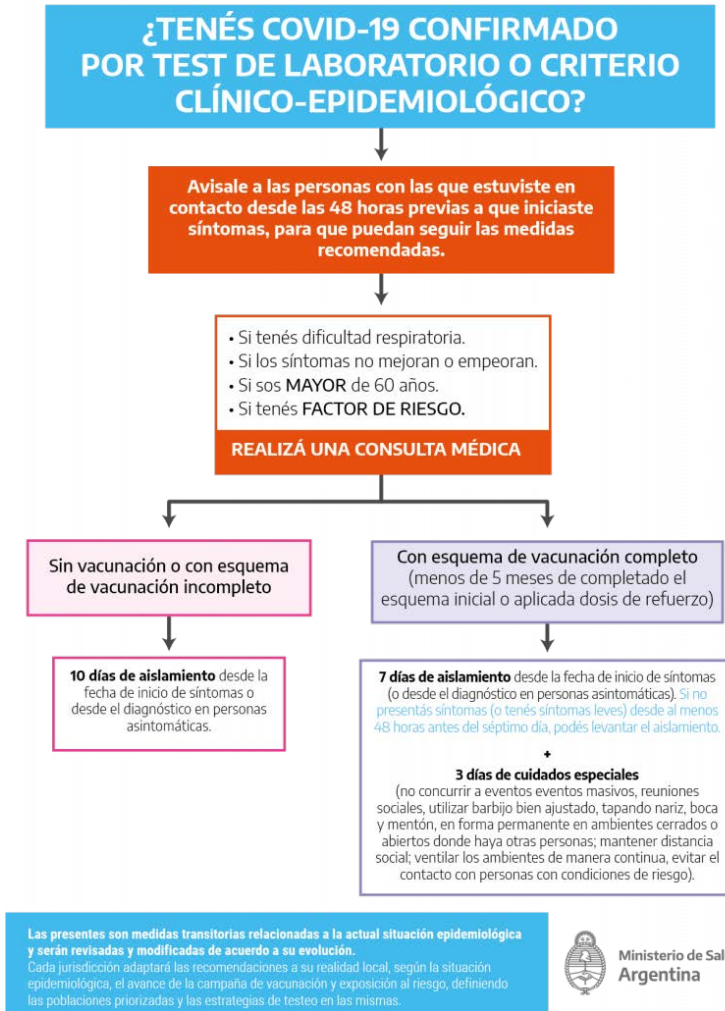 ¿TENÉS COVID-19 CONFIRMADO
POR TEST DE LABORATORIO O CRITERIO
CLÍNICO-EPIDEMIOLÓGICO?
Avisale a las personas con las que estuviste en
contacto desde las 48 horas previas a que iniciaste
síntomas, para que puedan seguir las medidas
recomendadas.
• Si tenés dificultad respiratoria.
• Si los síntomas no mejoran o empeoran.
• Si sos MAYOR de 60 años.
• Si tenés FACTOR DE RIESGO.
REALIZÁ UNA CONSULTA MÉDICA
Sin vacunación o con esquema
de vacunación incompleto
10 días de aislamiento desde la
fecha de inicio de síntomas o
desde el diagnóstico en personas
asintomáticas.
Con esquema de vacunación completo
(menos de 5 meses de completado el
esquema inicial o aplicada dosis de refuerzo)
7 días de aislamiento desde la fecha de inicio de síntomas
(o desde el diagnóstico en personas asintomáticas). Si no
presentás síntomas (o tenés síntomas leves) desde al menos
48 horas antes del séptimo día, podés levantar el aislamiento.
+
3 días de cuidados especiales
(no concurrir a eventos eventos masivos, reuniones
sociales, utilizar barbijo bien ajustado, tapando nariz, boca
y mentón, en forma permanente en ambientes cerrados o
abiertos donde haya otras personas; mantener distancia
social; ventilar los ambientes de manera continua, evitar el
contacto con personas con condiciones de riesgo).
Las presentes son medidas transitorias relacionadas a la actual situación epidemiológica
y serán revisadas y modificadas de acuerdo a su evolución.
Cada jurisdicción adaptará las recomendaciones a su realidad local, según la situación
epidemiológica, el avance de la campaña de vacunación y exposición al riesgo, definiendo
las poblaciones priorizadas y las estrategias de testeo en las mismas.
Ministerio de Sal
Argentina